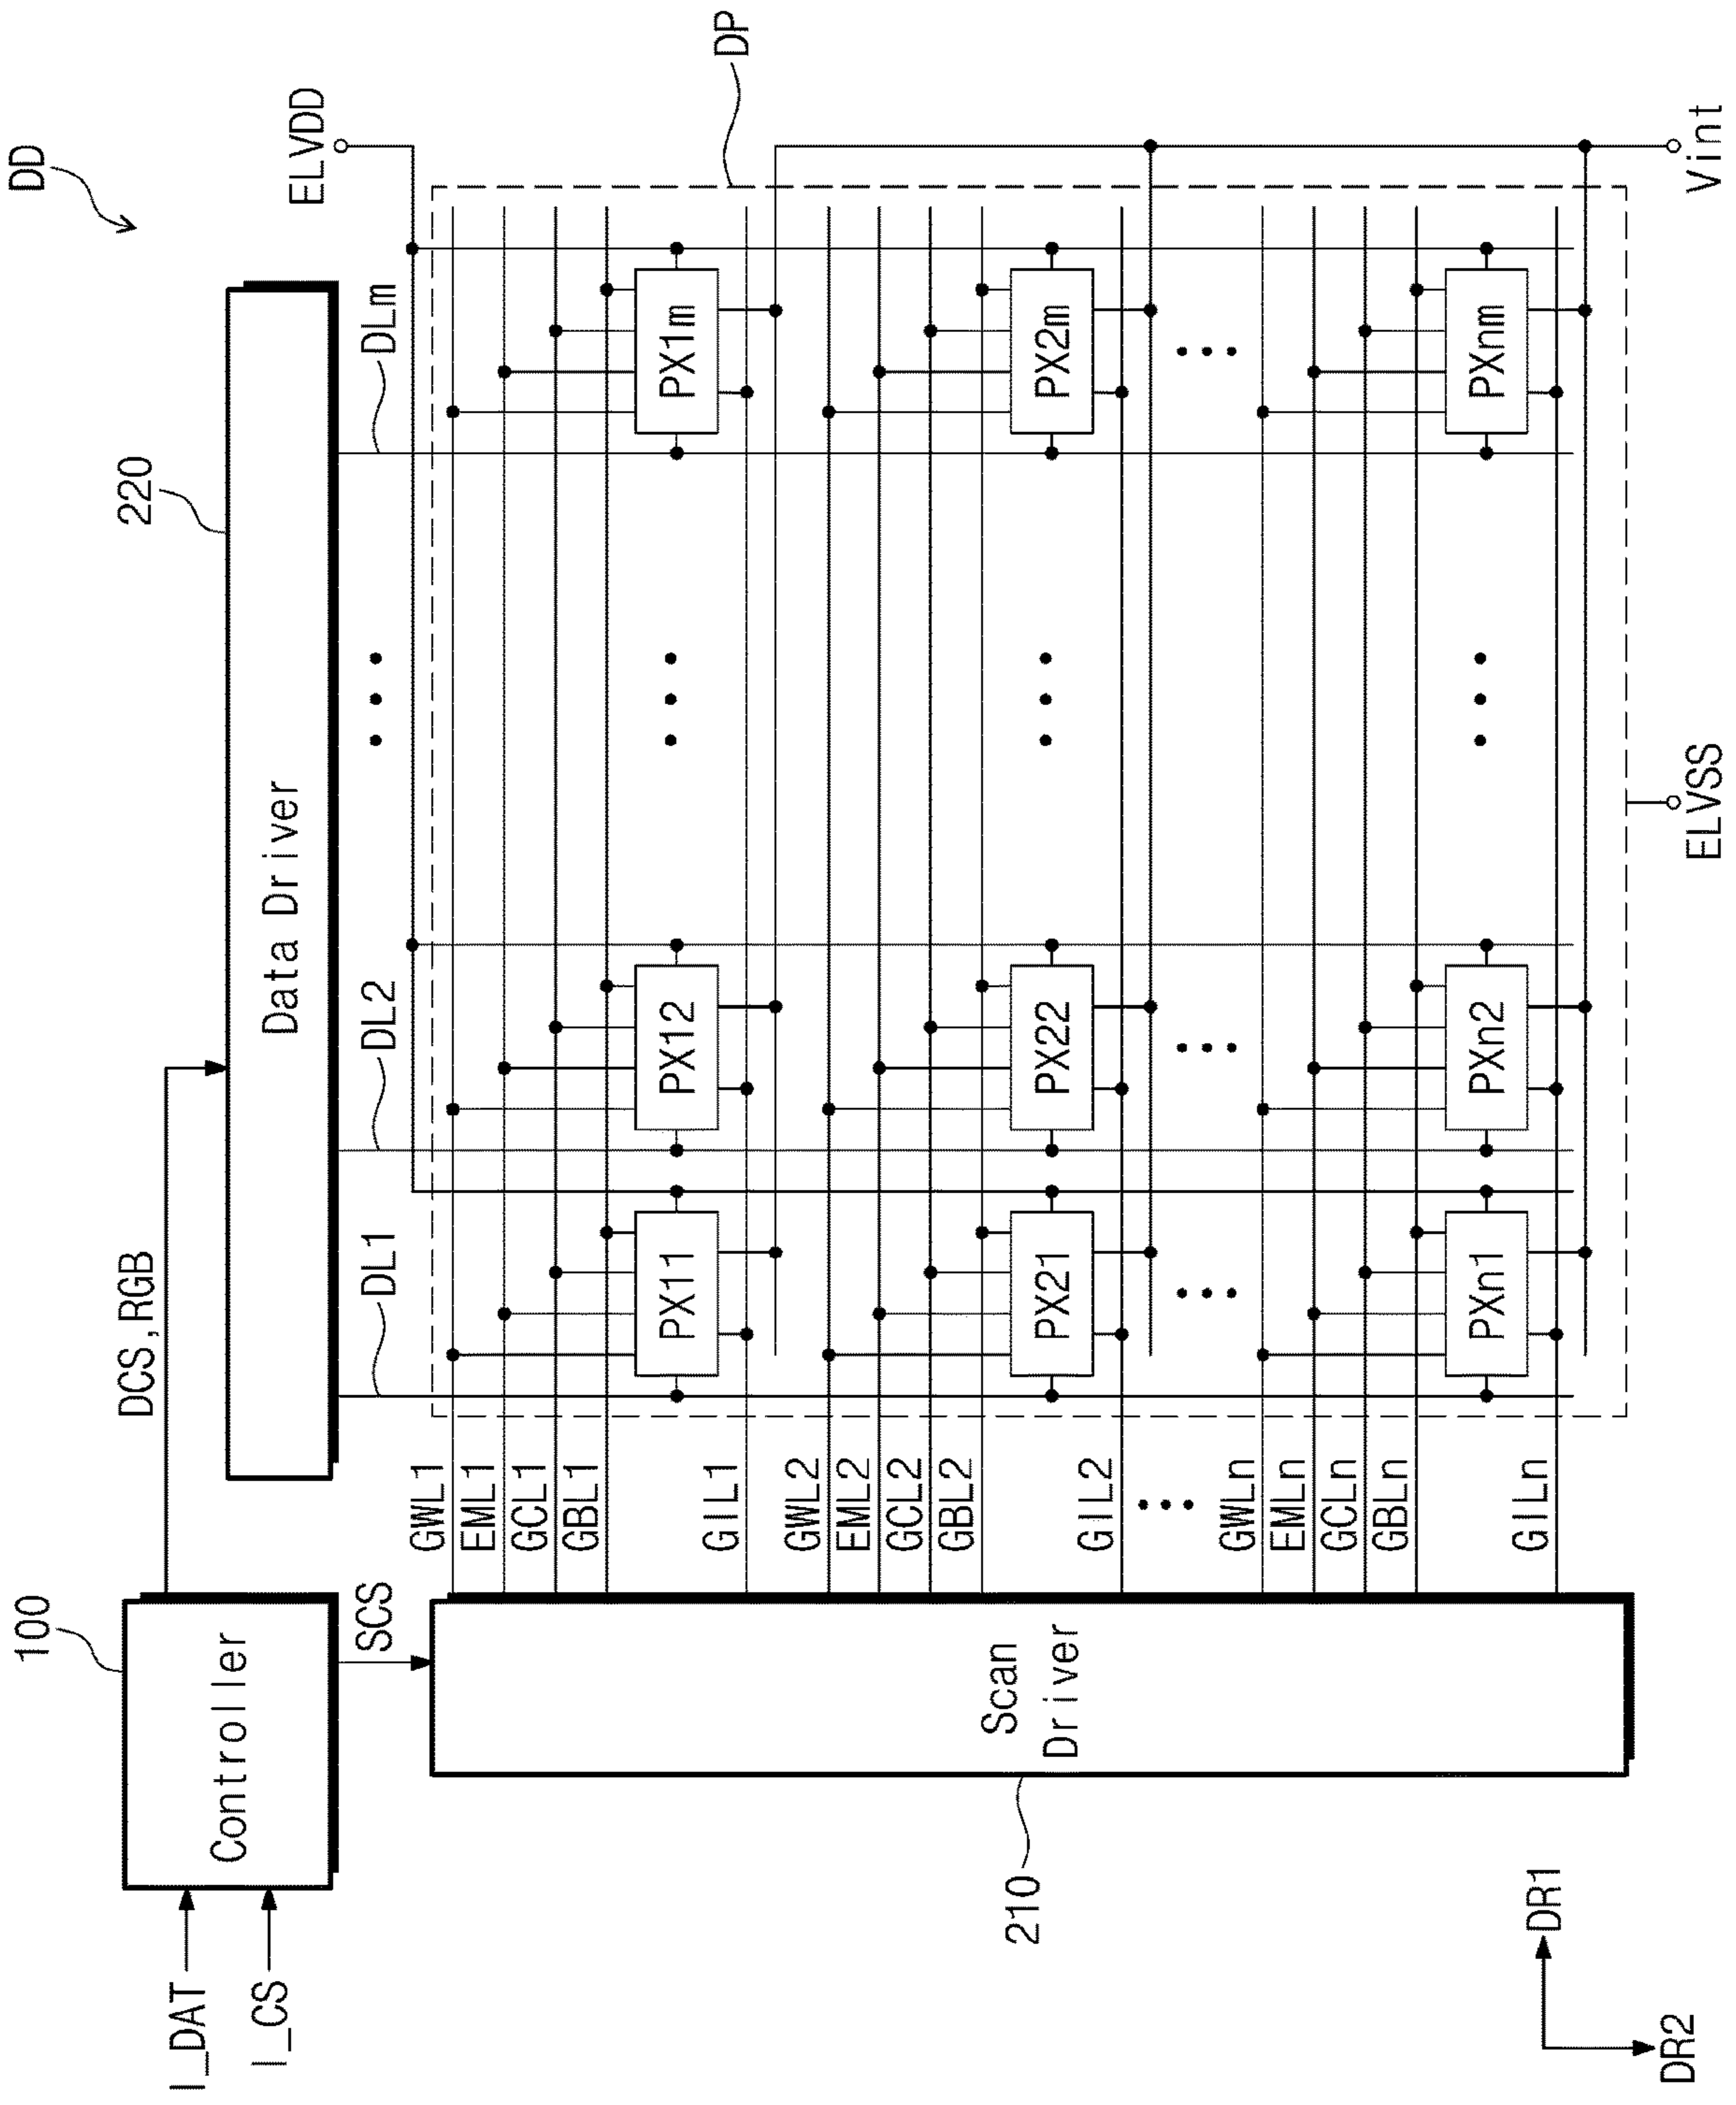 DD
100
DCS,RGB
220
ELVDD
I_DAT
I_CS
Controller
Data Driver
SCS
DL1
DL2
DLm
DP
GWL1
EML1
GCL1
GBL1
PX11
PX12
PX1m
GIL1
GWL2
EML2
GCL2
GBL2
PX21
PX22
PX2m
GIL2
Scan
Driver
210
GWLn
EMLn
GCLn
GBLn
PXn1
PXn2
PXnm
GILn
DR1
DR2
ELVSS
Vint